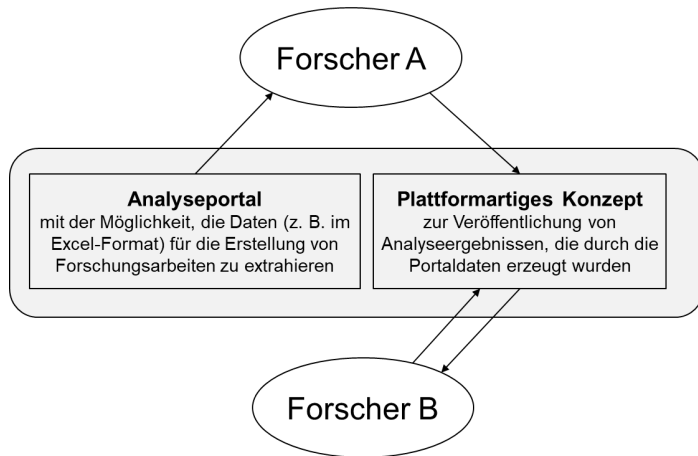 Forscher A
Analyseportal
mit der Möglichkeit, die Daten (z. B. im
Excel-Format) für die Erstellung von
Forschungsarbeiten zu extrahieren
Plattformartiges Konzept
zur Veröffentlichung von
Analyseergebnissen, die durch die
Portaldaten erzeugt wurden
Forscher B